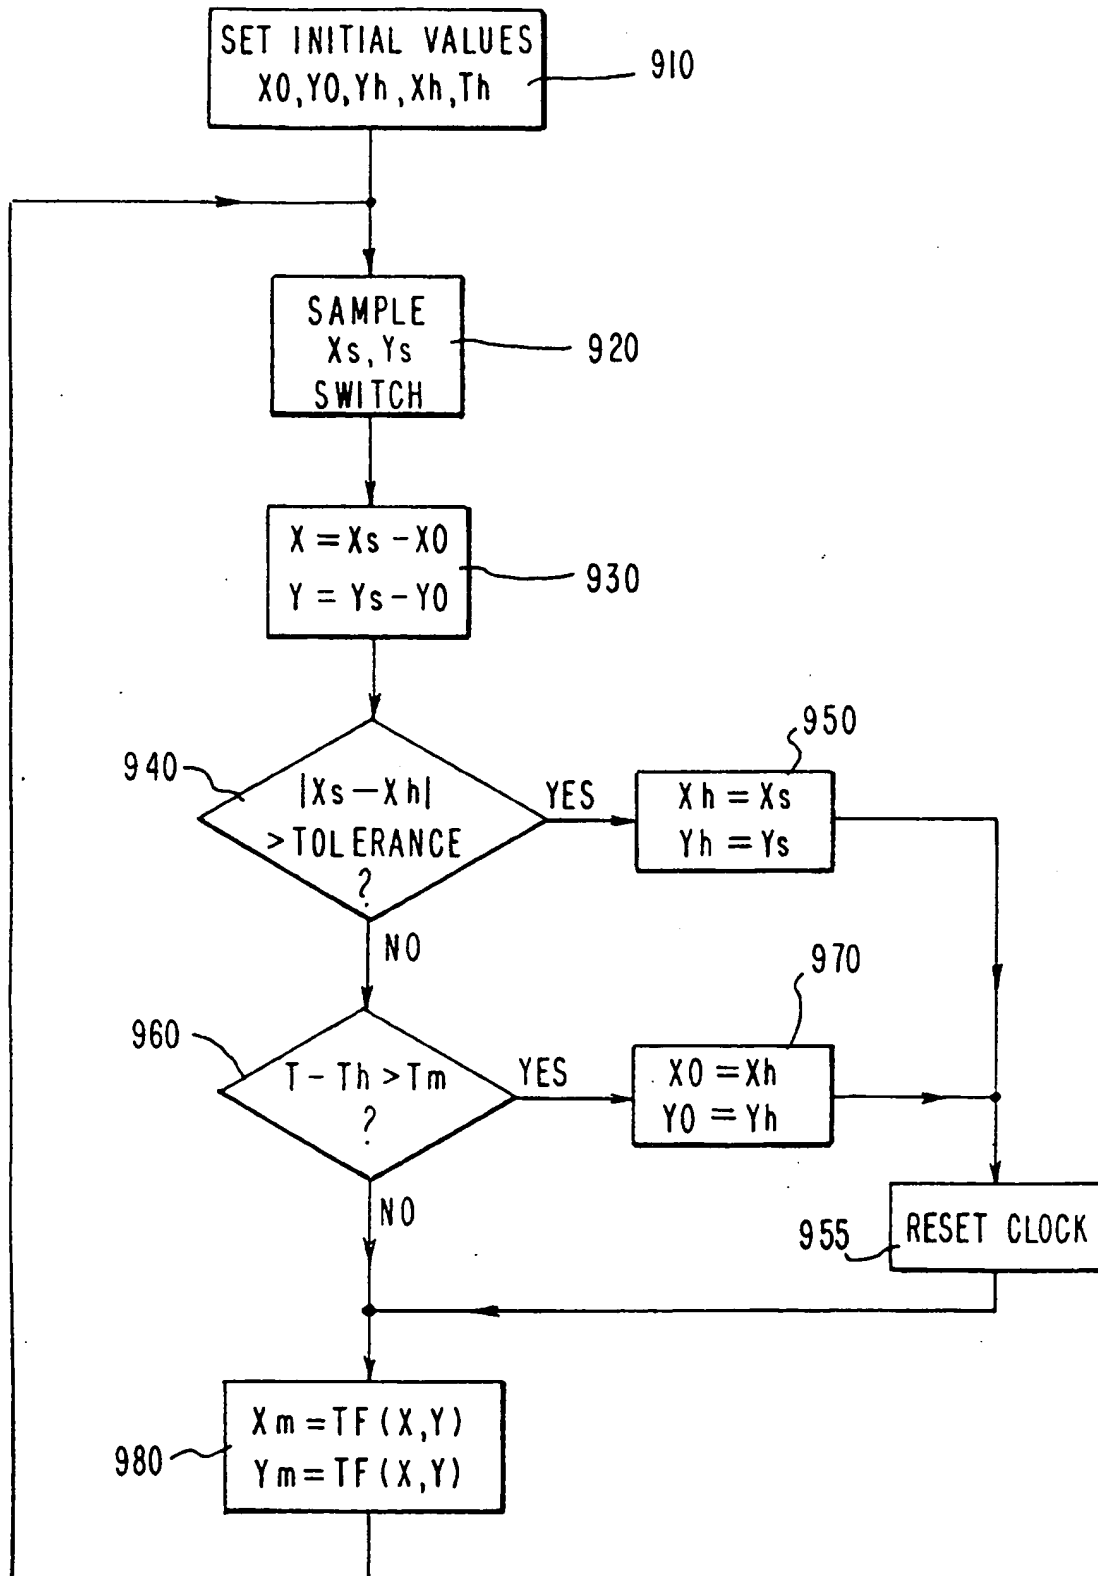 SET INITIAL VALUES
X0,Y0,Yh,Xh,Th
910
SAMPLE
Xs,Ys
SWITCH
920
X = Xs - X0
Y = Ys - Y0
930
940
|Xs - Xh|
> TOLERANCE
?
YES
950
Xh = Xs
Yh = Ys
NO
960
T - Th > Tm
?
YES
970
X0 = Xh
Y0 = Yh
NO
955
RESET CLOCK
980
Xm = TF (X,Y)
Ym = TF (X,Y)